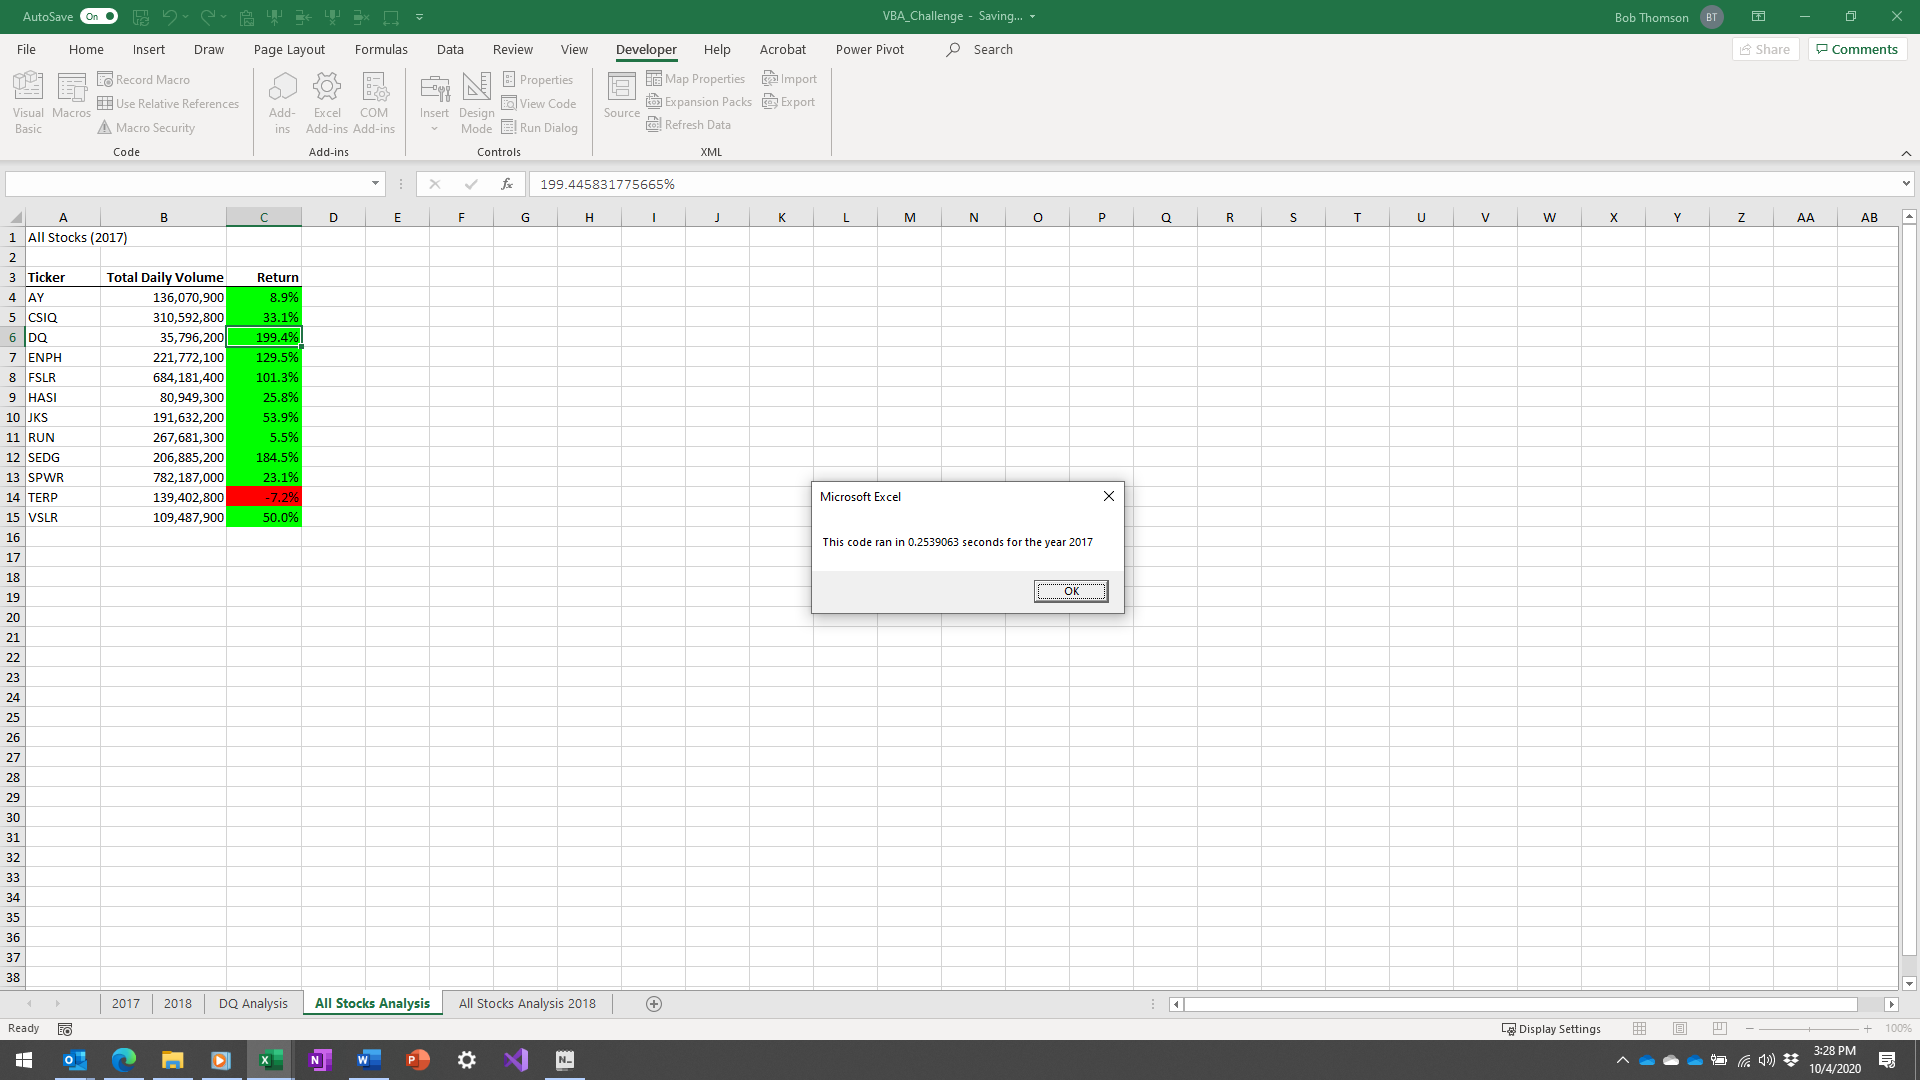 AutoSave On VBA_Challenge - Saving... Bob Thomson BT
File Home Insert Draw Page Layout Formulas Data Review View Developer Help Acrobat Power Pivot Search Share Comments
Visual Basic
Macros
Record Macro
Use Relative References
Macro Security
Code
Add-ins
Excel Add-ins
COM Add-ins
Add-ins
Insert
Design Mode
Properties
View Code
Run Dialog
Controls
Source
Map Properties
Expansion Packs
Refresh Data
Import
Export
XML
fx 199.445831775665%
A B C D E F G H I J K L M N O P Q R S T U V W X Y Z AA AB
1 All Stocks (2017)
2
3 Ticker Total Daily Volume Return
4 AY 136,070,900 8.9%
5 CSIQ 310,592,800 33.1%
6 DQ 35,796,200 199.4%
7 ENPH 221,772,100 129.5%
8 FSLR 684,181,400 101.3%
9 HASI 80,949,300 25.8%
10 JKS 191,632,200 53.9%
11 RUN 267,681,300 5.5%
12 SEDG 206,885,200 184.5%
13 SPWR 782,187,000 23.1%
14 TERP 139,402,800 -7.2%
15 VSLR 109,487,900 50.0%
16
17
18
19
20
21
22
23
24
25
26
27
28
29
30
31
32
33
34
35
36
37
38
Microsoft Excel
This code ran in 0.2539063 seconds for the year 2017
OK
2017 2018 DQ Analysis All Stocks Analysis All Stocks Analysis 2018
Ready Display Settings 100%
3:28 PM
10/4/2020